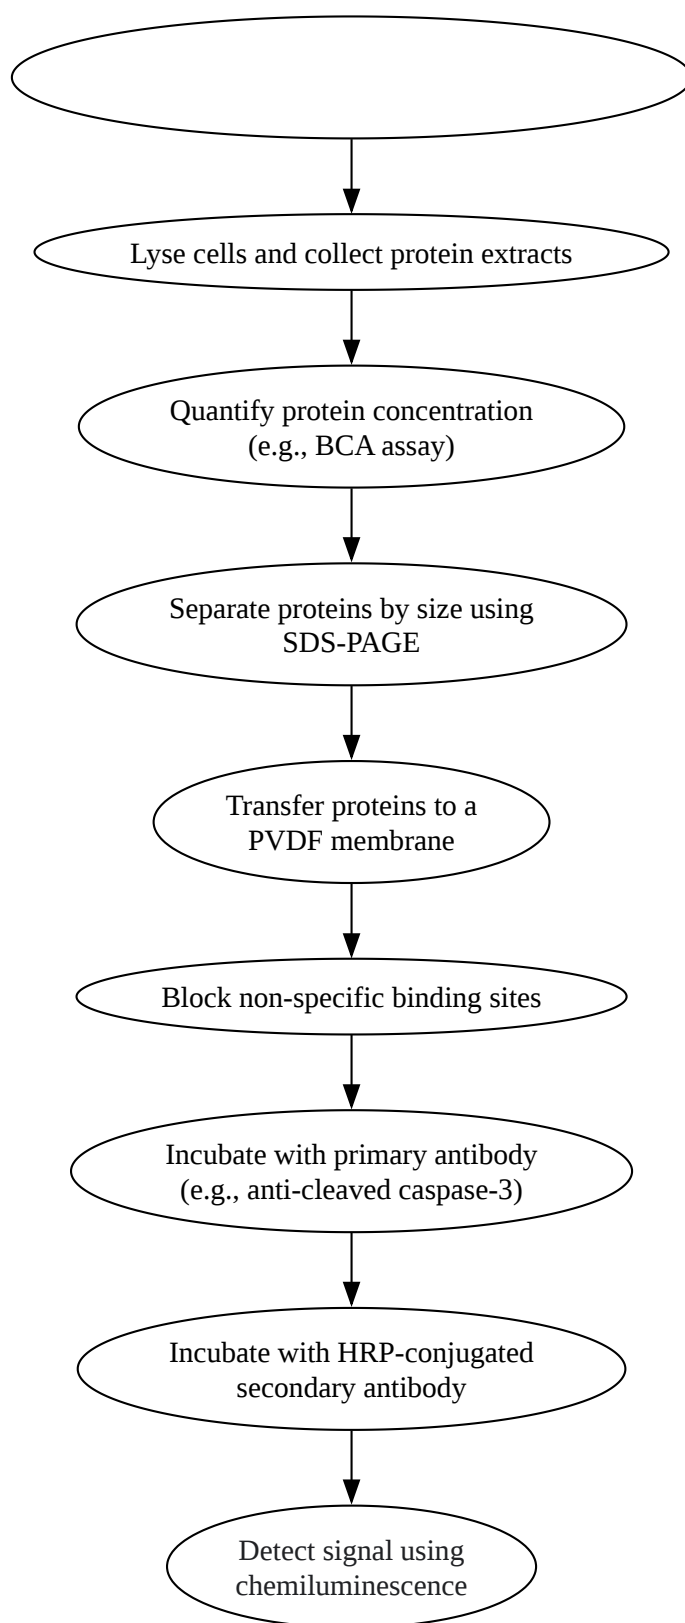 Lyse cells and collect protein extracts
Quantify protein concentration
(e.g., BCA assay)
Separate proteins by size using
SDS-PAGE
Transfer proteins to a
PVDF membrane
Block non-specific binding sites
Incubate with primary antibody
(e.g., anti-cleaved caspase-3)
Incubate with HRP-conjugated
secondary antibody
Detect signal using
chemiluminescence